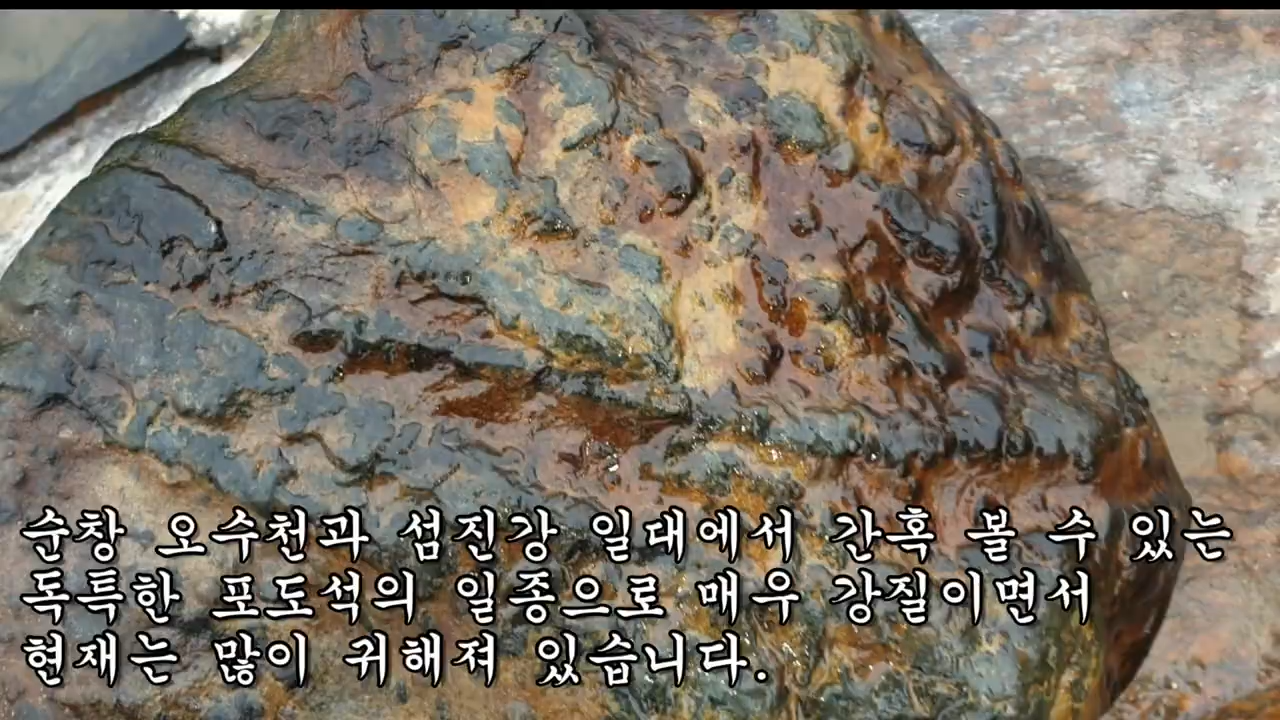 순창 오수천과 섬진강 일대에서 간혹 볼 수 있는
독특한 포도석의 일종으로 매우 강질이면서
현재는 많이 귀해져 있습니다.